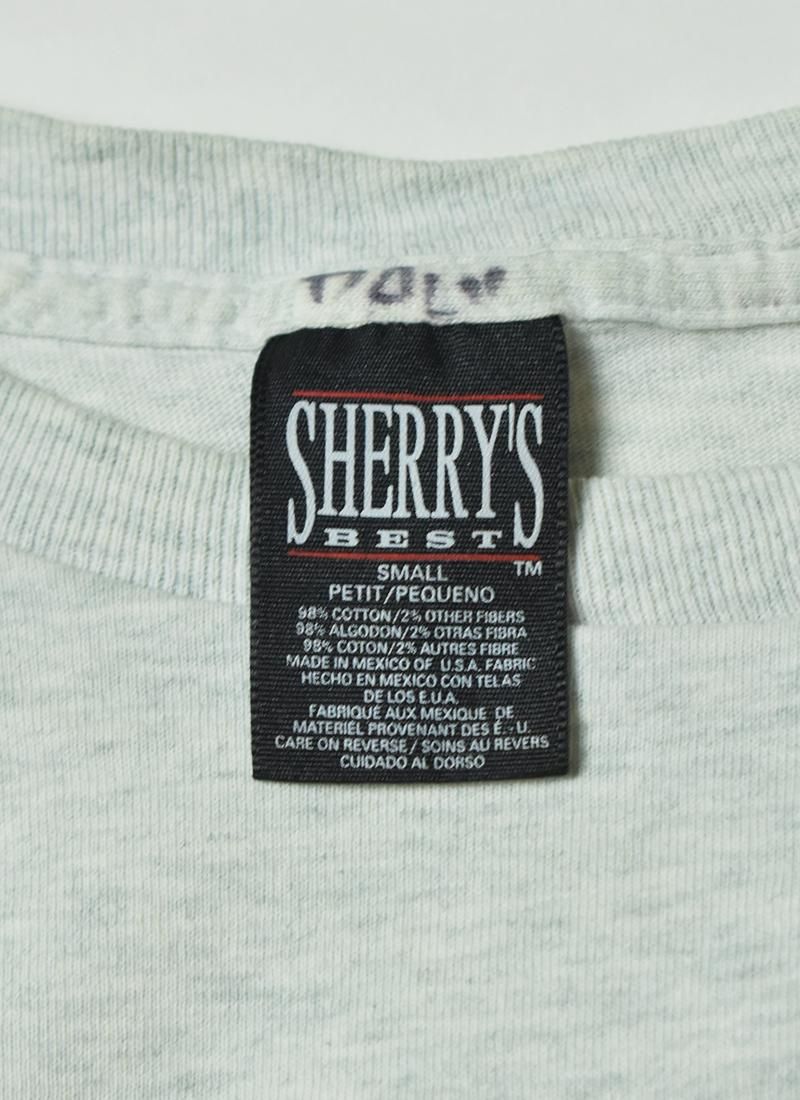 SHERRY'S
BEST
TM
SMALL
PETIT/PEQUENO
98% COTTON/2% OTHER FIBERS
98% ALGODON/2% OTRAS FIBRA
98% COTON/2% AUTRES FIBRE
MADE IN MEXICO OF U.S.A. FABRIC
HECHO EN MEXICO CON TELAS
DE LOS E.U.A.
FABRIQUÉ AUX MEXIQUE DE
MATERIEL PROVENANT DES É.-U.
CARE ON REVERSE / SOINS AU REVERS
CUIDADO AL DORSO